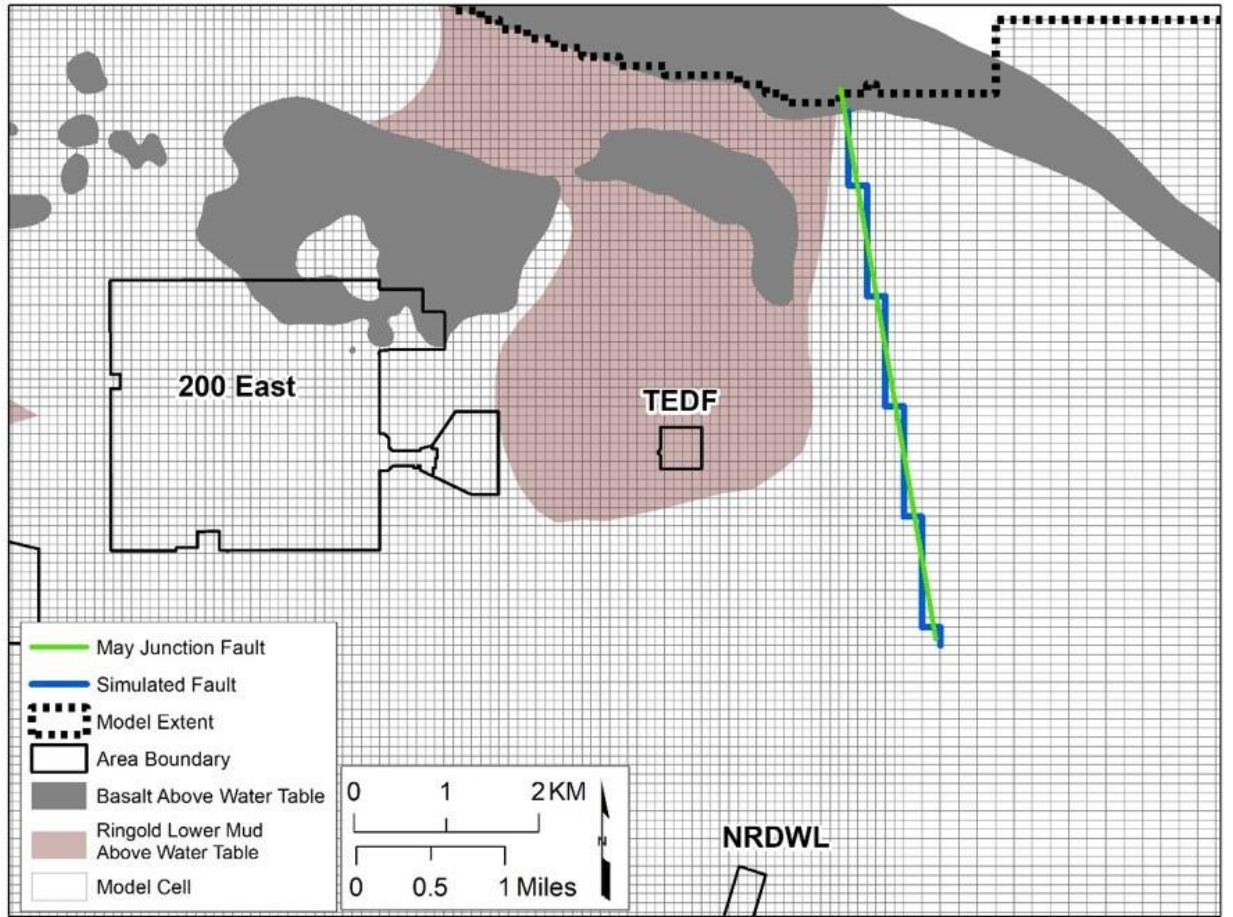 200 East
TEDF
May Junction Fault
Simulated Fault
Model Extent
Area Boundary
Basalt Above Water Table
Ringold Lower Mud
Above Water Table
Model Cell
0 1 2 KM
0 0.5 1 Miles
N
NRDWL